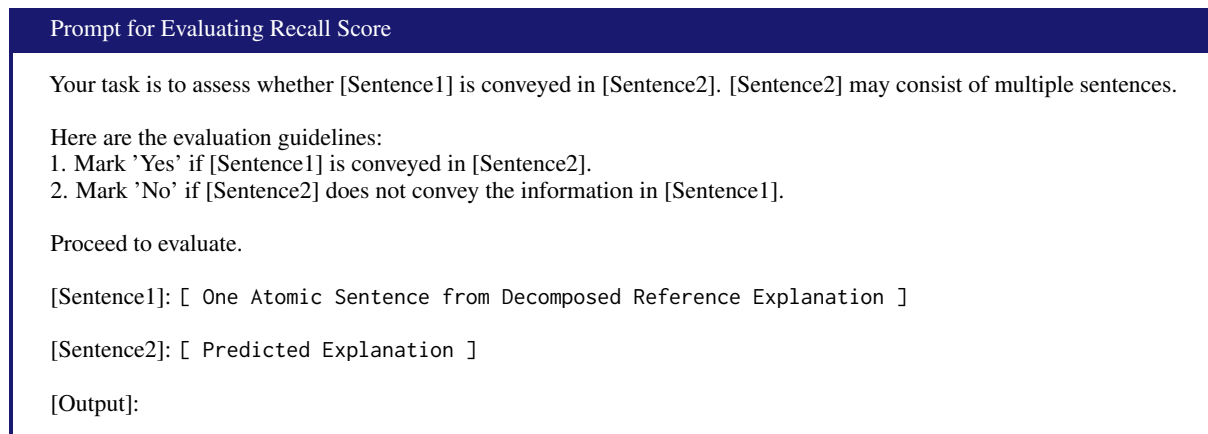 Prompt for Evaluating Recall Score
Your task is to assess whether [Sentence1] is conveyed in [Sentence2]. [Sentence2] may consist of multiple sentences.
Here are the evaluation guidelines:
1. Mark ’Yes’ if [Sentence1] is conveyed in [Sentence2].
2. Mark ’No’ if [Sentence2] does not convey the information in [Sentence1].
Proceed to evaluate.
[Sentence1]: [ One Atomic Sentence from Decomposed Reference Explanation ]
[Sentence2]: [ Predicted Explanation ]
[Output]: